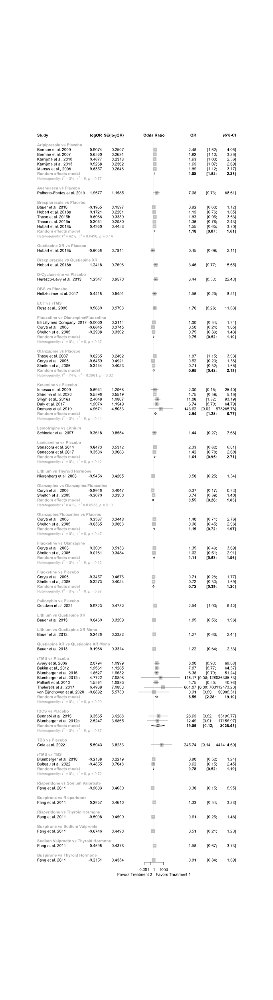 Study logOR SE(logOR) Odds Ratio OR 95%-CI
Aripiprazole vs Placebo
Berman et al. 2009 0.9074 0.2507 2.48 [1.52; 4.05]
Berman et al. 2007 0.6530 0.2691 1.92 [1.13; 3.26]
Kamijma et al. 2018 0.4877 0.2318 1.63 [1.03; 2.56]
Kamijma et al. 2013 0.5268 0.2362 1.69 [1.07; 2.69]
Marcus et al., 2008 0.6357 0.2648 1.89 [1.12; 3.17]
Random effects model 1.88 [1.52; 2.35]
Heterogeneity: I² = 0%, τ² = 0, p = 0.77
Ayahuasca vs Placebo
Palhano-Fontes et al. 2019 1.9577 1.1585 7.08 [0.73; 68.61]
Brexpiprazole vs Placebo
Bauer et al. 2018 -0.1965 0.1597 0.82 [0.60; 1.12]
Hobart et al. 2018a 0.1721 0.2261 1.19 [0.76; 1.85]
Thase et al. 2015b 0.6066 0.3339 1.83 [0.95; 3.53]
Thase et al. 2015a 0.3051 0.2980 1.36 [0.76; 2.43]
Hobart et al. 2018b 0.4360 0.4456 1.55 [0.65; 3.70]
Random effects model 1.18 [0.87; 1.61]
Heterogeneity: I² = 42%, τ² = 0.0490, p = 0.14
Quetiapine XR vs Placebo
Hobart et al. 2018b -0.8058 0.7914 0.45 [0.09; 2.11]
Brexpiprazole vs Quetiapine XR
Hobart et al. 2018b 1.2418 0.7698 3.46 [0.77; 15.65]
D-Cycloserine vs Placebo
Heresco-Levy et al. 2013 1.2347 0.9570 3.44 [0.53; 22.43]
DBS vs Placebo
Holtzheimer et al. 2017 0.4418 0.8491 1.56 [0.29; 8.21]
ECT vs rTMS
Rosa et al., 2006 0.5680 0.9706 1.76 [0.26; 11.83]
Fluoxetine vs Olanzapine/Fluoxetine
Eli Lilly and Company, 2017 -0.0000 0.3114 1.00 [0.54; 1.84]
Corya et al., 2006 -0.6845 0.3745 0.50 [0.24; 1.05]
Shelton et al, 2005 -0.2908 0.3302 0.75 [0.39; 1.43]
Random effects model 0.75 [0.52; 1.10]
Heterogeneity: I² = 0%, τ² = 0, p = 0.37
Olanzapine vs Placebo
Thase et al. 2007 0.6265 0.2462 1.87 [1.15; 3.03]
Corya et al., 2006 -0.6459 0.4921 0.52 [0.20; 1.38]
Shelton et al, 2005 -0.3434 0.4023 0.71 [0.32; 1.56]
Random effects model 0.95 [0.42; 2.19]
Heterogeneity: I² = 74%, τ² = 0.3961, p = 0.02
Ketamine vs Placebo
Ionescu et al. 2009 0.6931 1.2968 2.00 [0.16; 25.40]
Shiroma et al. 2020 0.5596 0.5519 1.75 [0.59; 5.16]
Singh et al., 2016a 2.4049 1.0867 11.08 [1.32; 93.19]
Daly et al. 2017 1.9076 1.1549 6.74 [0.70; 64.79]
Domany et al. 2019 4.9671 4.5033 143.62 [0.02; 978265.78]
Random effects model 2.94 [1.28; 6.77]
Heterogeneity: I² = 0%, τ² = 0, p = 0.44
Lamotrigine vs Lithium
Schindler et al. 2007 0.3618 0.8554 1.44 [0.27; 7.68]
Lanicemine vs Placebo
Sanacora et al. 2014 0.8473 0.5312 2.33 [0.82; 6.61]
Sanacora et al. 2017 0.3506 0.3083 1.42 [0.78; 2.60]
Random effects model 1.61 [0.95; 2.71]
Heterogeneity: I² = 0%, τ² = 0, p = 0.42
Lithium vs Thyroid Hormone
Nierenberg et al. 2006 -0.5456 0.4265 0.58 [0.25; 1.34]
Olanzapine vs Olanzapine/Fluoxetine
Corya et al., 2006 -0.9846 0.4047 0.37 [0.17; 0.83]
Shelton et al, 2005 -0.3070 0.3300 0.74 [0.39; 1.40]
Random effects model 0.55 [0.28; 1.06]
Heterogeneity: I² = 41%, τ² = 0.0933, p = 0.19
Olanzapine/Fluoxetine vs Placebo
Corya et al., 2006 0.3387 0.3448 1.40 [0.71; 2.76]
Shelton et al, 2005 -0.0365 0.3866 0.96 [0.45; 2.06]
Random effects model 1.19 [0.72; 1.97]
Heterogeneity: I² = 0%, τ² = 0, p = 0.47
Fluoxetine vs Olanzapine
Corya et al., 2006 0.3001 0.5133 1.35 [0.49; 3.69]
Shelton et al, 2005 0.0161 0.3484 1.02 [0.51; 2.01]
Random effects model 1.11 [0.63; 1.96]
Heterogeneity: I² = 0%, τ² = 0, p = 0.65
Fluoxetine vs Placebo
Corya et al., 2006 -0.3457 0.4676 0.71 [0.28; 1.77]
Shelton et al, 2005 -0.3273 0.4024 0.72 [0.33; 1.59]
Random effects model 0.72 [0.39; 1.30]
Heterogeneity: I² = 0%, τ² = 0, p = 0.98
Psilocybin vs Placebo
Goodwin et al. 2022 0.9323 0.4732 2.54 [1.00; 6.42]
Lithium vs Quetiapine XR
Bauer et al. 2013 0.0460 0.3209 1.05 [0.56; 1.96]
Lithium vs Quetiapine XR Mono
Bauer et al. 2013 0.2426 0.3322 1.27 [0.66; 2.44]
Quetiapine XR vs Quetiapine XR Mono
Bauer et al. 2013 0.1966 0.3314 1.22 [0.64; 2.33]
rTMS vs Placebo
Avery et al. 2006 2.0794 1.0999 8.00 [0.93; 69.08]
Bakim et al., 2012 1.9561 1.1285 7.07 [0.77; 64.57]
Blumberger et al. 2016 1.8527 1.0632 6.38 [0.79; 51.24]
Blumberger et al. 2012a 4.7722 7.0898 118.17 [0.00; 128036305.33]
Pallanti et al. 2010 1.5581 1.0995 4.75 [0.55; 40.98]
Theleretis et al. 2017 6.4939 7.0803 661.07 [0.00; 703112473.23]
van Eijndhoven et al. 2020 -0.0892 5.5750 0.91 [0.00; 50900.51]
Random effects model 6.59 [2.28; 19.10]
Heterogeneity: I² = 0%, τ² = 0, p = 0.99
tDCS vs Placebo
Bennabi et al. 2015 3.3565 3.6288 28.69 [0.02; 35196.77]
Blumberger et al. 2012b 2.5247 3.6865 12.49 [0.01; 17156.07]
Random effects model 19.05 [0.12; 3028.43]
Heterogeneity: I² = 0%, τ² = 0, p = 0.87
TBS vs Placebo
Cole et al. 2022 5.5043 3.8233 245.74 [0.14; 441414.60]
rTMS vs TBS
Blumberger et al. 2018 -0.2188 0.2219 0.80 [0.52; 1.24]
Bulteau et al. 2022 -0.4855 0.7048 0.62 [0.15; 2.45]
Random effects model 0.78 [0.52; 1.19]
Heterogeneity: I² = 0%, τ² = 0, p = 0.72
Risperidone vs Sodium Valproate
Fang et al. 2011 -0.9603 0.4650 0.38 [0.15; 0.95]
Buspirone vs Risperidone
Fang et al. 2011 0.2857 0.4610 1.33 [0.54; 3.28]
Risperidone vs Thyroid Hormone
Fang et al. 2011 -0.5008 0.4500 0.61 [0.25; 1.46]
Buspirone vs Sodium Valproate
Fang et al. 2011 -0.6746 0.4490 0.51 [0.21; 1.23]
Sodium Valproate vs Thyroid Hormone
Fang et al. 2011 0.4595 0.4376 1.58 [0.67; 3.73]
Buspirone vs Thyroid Hormone
Fang et al. 2011 -0.2151 0.4334 0.81 [0.34; 1.89]
0.001 1 1000
Favors Treatment 2 Favors Treatment 1